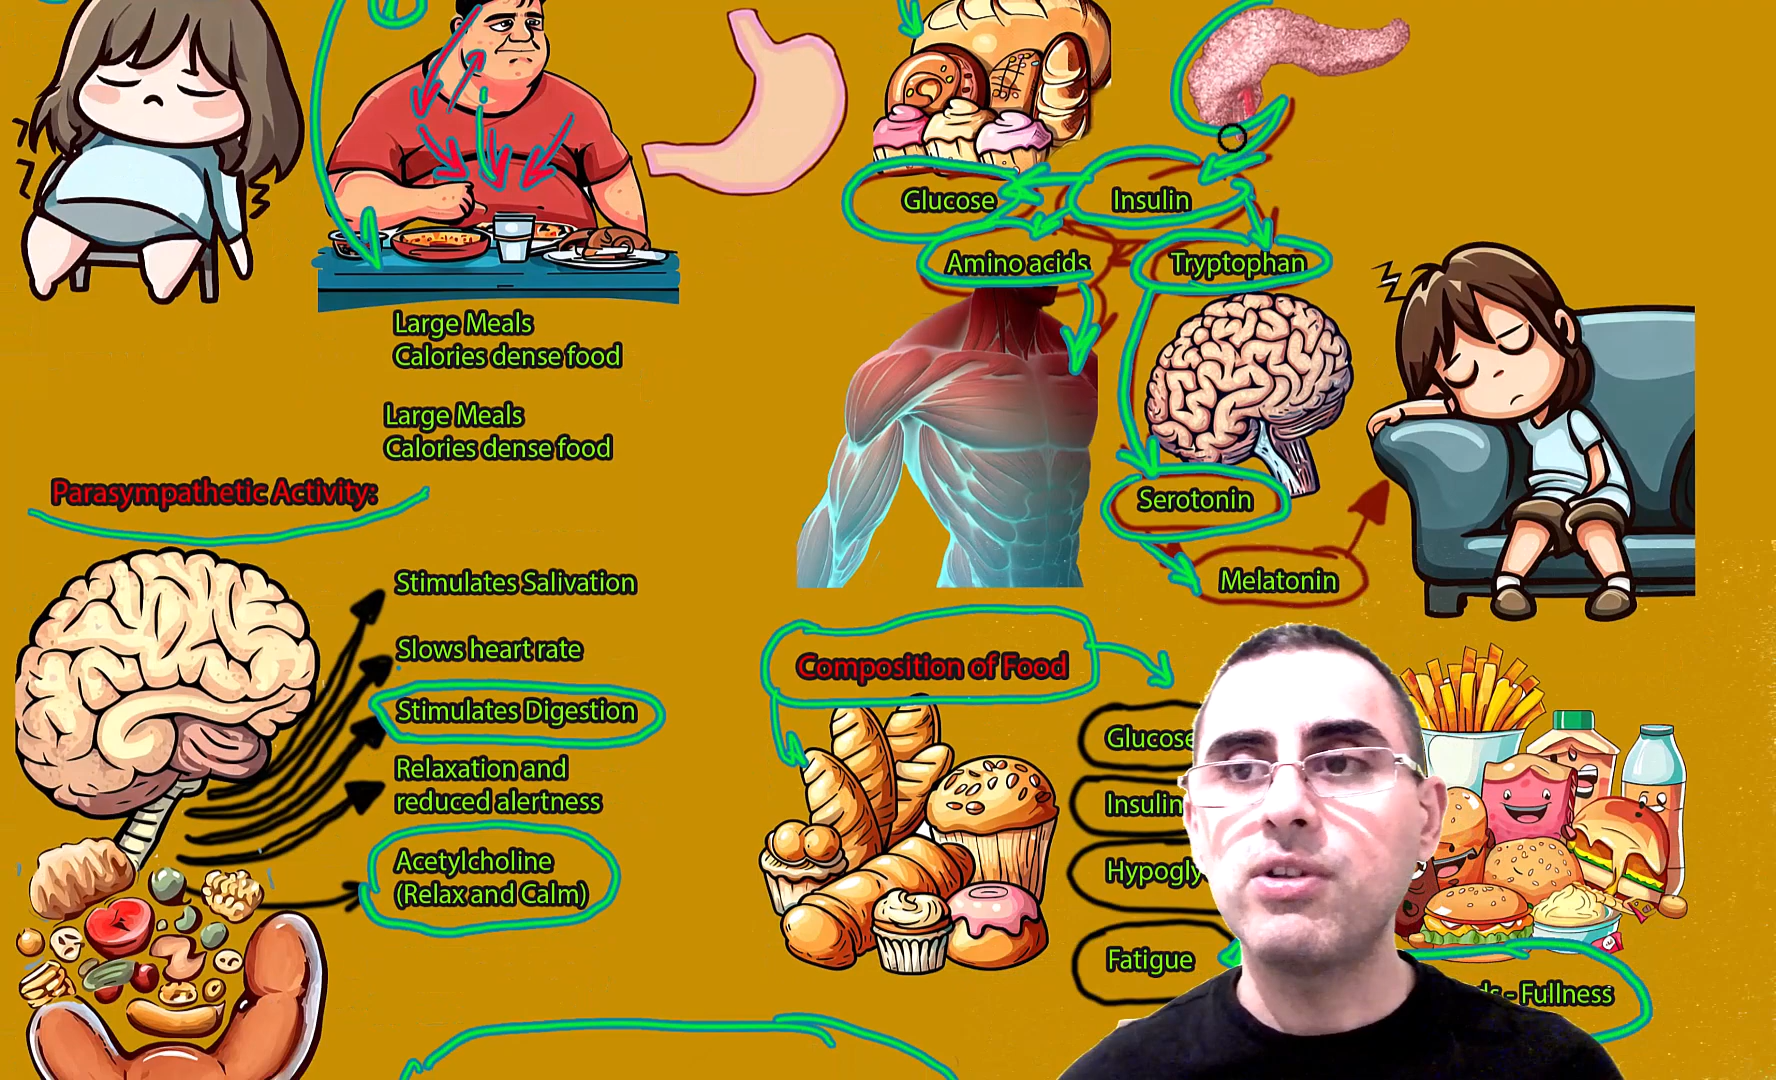 Glucose
Insulin
Amino acids
Tryptophan
Large Meals
Calories dense food
Large Meals
Calories dense food
Parasympathetic Activity:
Serotonin
Melatonin
Stimulates Salivation
Slows heart rate
Stimulates Digestion
Relaxation and
reduced alertness
Acetylcholine
(Relax and Calm)
Composition of Food
Glucose
Insulin
Hypogly
Fatigue
- Fullness